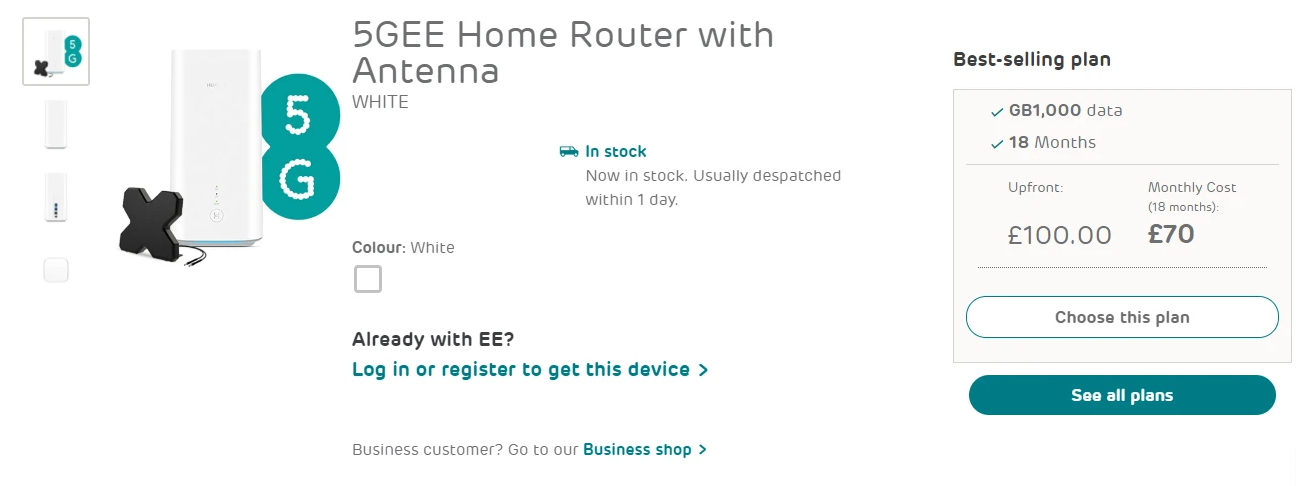 5GEE Home Router with
Antenna
WHITE
5
G
5
G
In stock
Now in stock. Usually despatched
within 1 day.
Colour: White
Already with EE?
Log in or register to get this device >
Business customer? Go to our Business shop >
Best-selling plan
GB1,000 data
18 Months
Upfront:
£100.00
Monthly Cost
(18 months):
£70
Choose this plan
See all plans